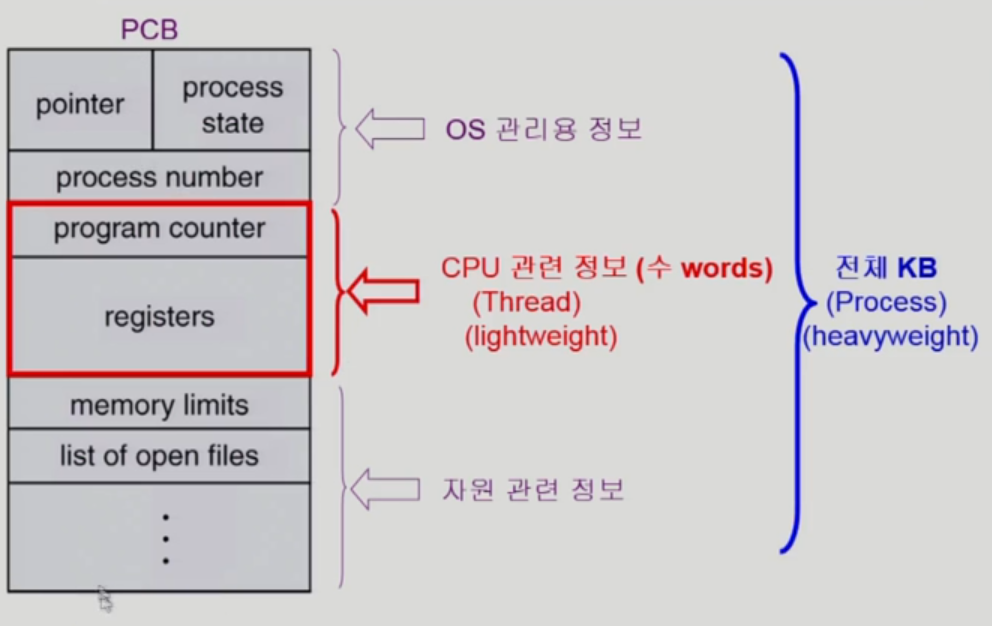 PCB
pointer
process
state
process number
program counter
registers
memory limits
list of open files
OS 관리용 정보
CPU 관련 정보 (수 words)
(Thread)
(lightweight)
자원 관련 정보
전체 KB
(Process)
(heavyweight)